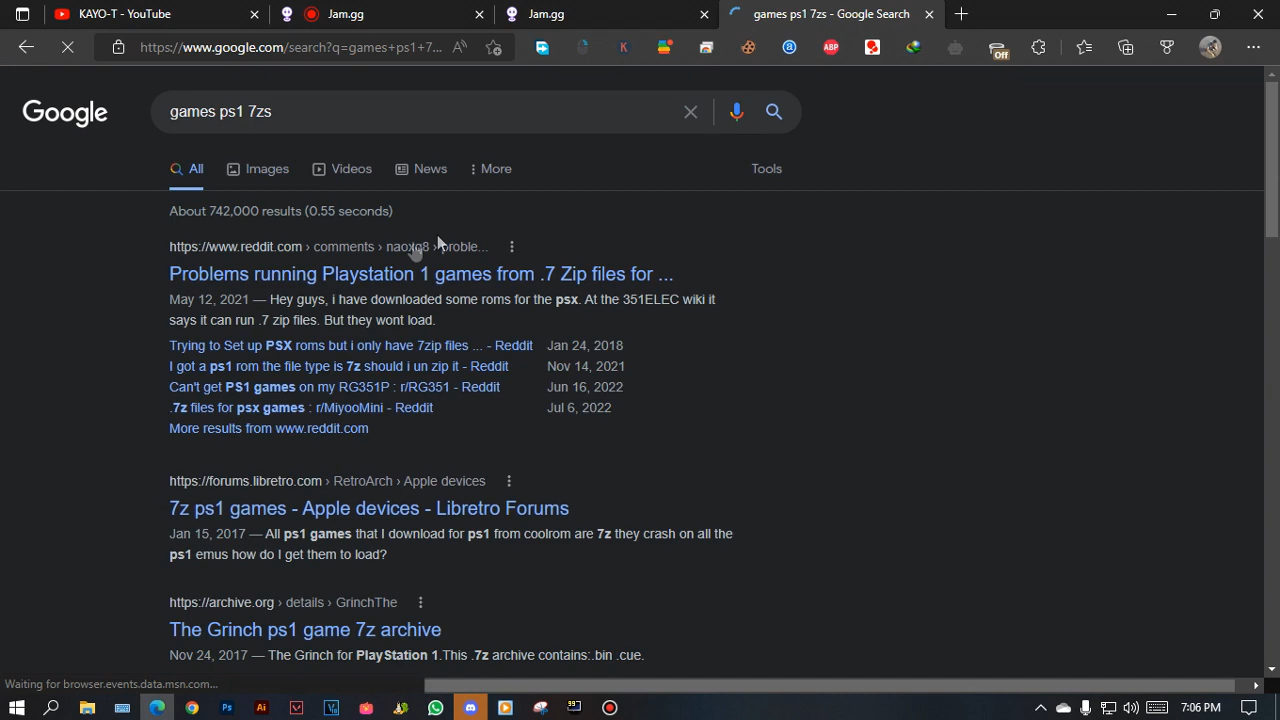 KAYO-T - YouTube
Jam.gg
Jam.gg
games ps1 7zs - Google Search
https://www.google.com/search?q=games+ps1+7...
Google
games ps1 7zs
All
Images
Videos
News
More
Tools
About 742,000 results (0.55 seconds)
https://www.reddit.com › comments › naoxg8 › proble...
Problems running Playstation 1 games from .7 Zip files for ...
May 12, 2021 — Hey guys, i have downloaded some roms for the psx. At the 351ELEC wiki it
says it can run .7 zip files. But they wont load.
Trying to Set up PSX roms but i only have 7zip files ... - Reddit Jan 24, 2018
I got a ps1 rom the file type is 7z should i un zip it - Reddit Nov 14, 2021
Can't get PS1 games on my RG351P : r/RG351 - Reddit Jun 16, 2022
.7z files for psx games : r/MiyooMini - Reddit Jul 6, 2022
More results from www.reddit.com
https://forums.libretro.com › RetroArch › Apple devices
7z ps1 games - Apple devices - Libretro Forums
Jan 15, 2017 — All ps1 games that I download for ps1 from coolrom are 7z they crash on all the
ps1 emus how do I get them to load?
https://archive.org › details › GrinchThe
The Grinch ps1 game 7z archive
Nov 24, 2017 — The Grinch for PlayStation 1.This .7z archive contains:.bin .cue.
Waiting for browser.events.data.msn.com...
7:06 PM